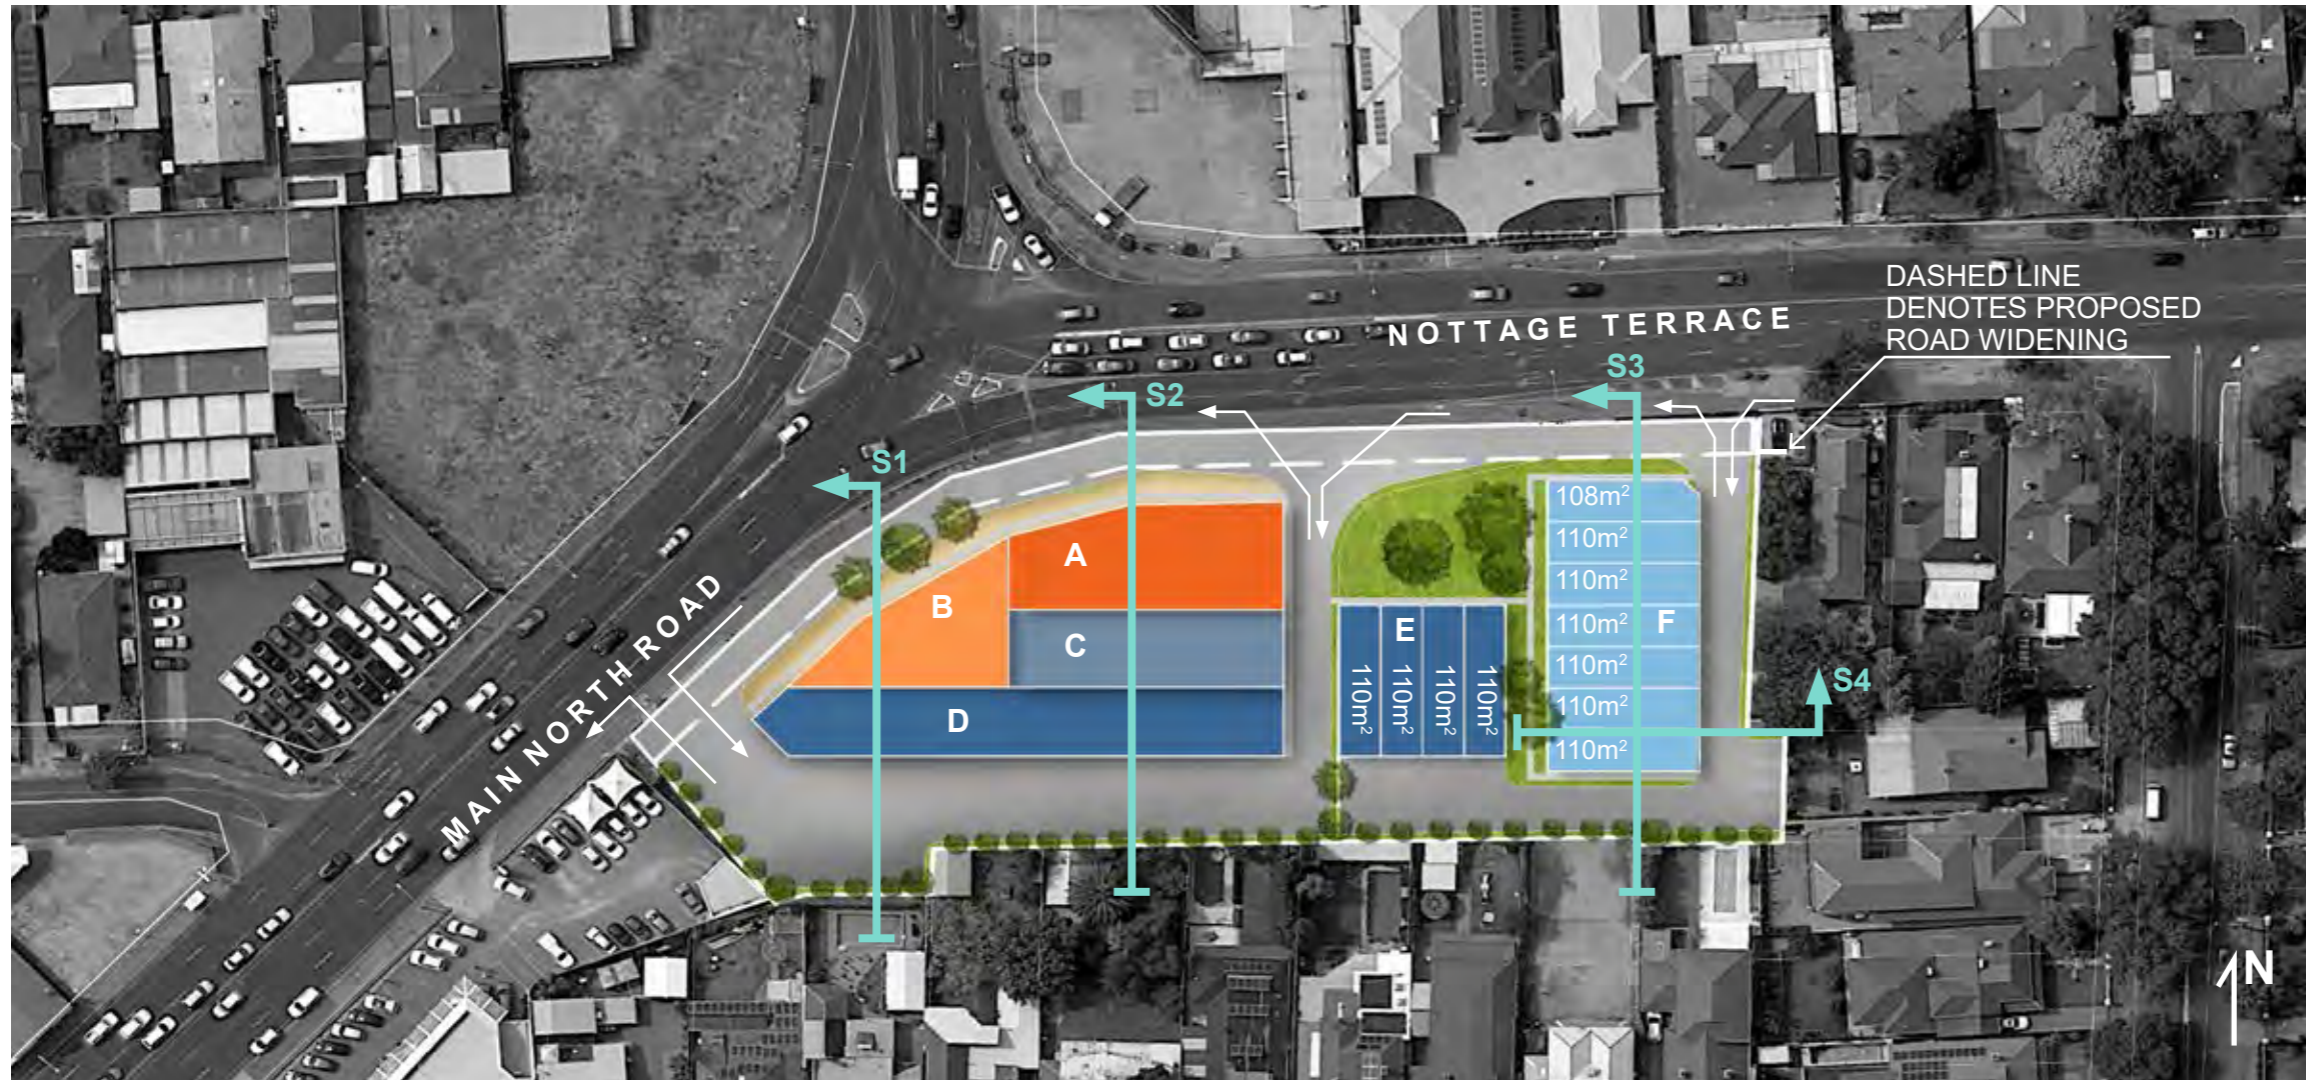 DASHED LINE
DENOTES PROPOSED
ROAD WIDENING
NOTTAGE TERRACE
S3
S2
S1
108m²
110m²
110m²
110m²
110m²
110m²
110m²
A
B
C
D
E
F
110m²
110m²
110m²
110m²
S4
MAIN NORTH ROAD
N